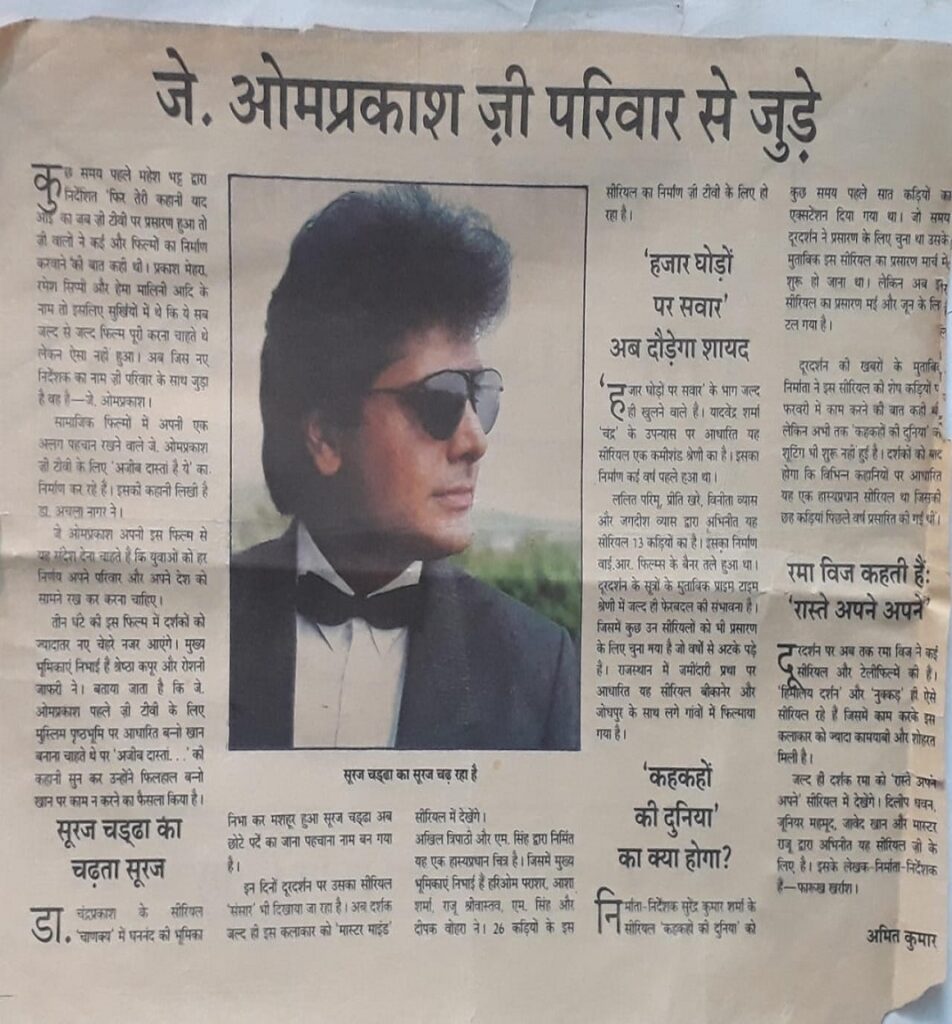 जे. ओमप्रकाश ज़ी परिवार से जुड़े
कुछ समय पहले महेश भट्ट द्वारा
निर्देशित 'फिर तेरी कहानी याद
आई' का जब ज़ी टीवी पर प्रसारण हुआ तो
ज़ी वालों ने कई और फिल्मों का निर्माण
करवाने की बात कही थी। प्रकाश मेहरा,
रमेश सिप्पी और हेमा मालिनी आदि के
नाम तो इसलिए सुर्खियों में थे कि ये सब
जल्द से जल्द फिल्म पूरी करना चाहते थे
लेकिन ऐसा नहीं हुआ। अब जिस नए
निर्देशक का नाम ज़ी परिवार के साथ जुड़ा
है वह है—जे. ओमप्रकाश।
सामाजिक फिल्मों में अपनी एक
अलग पहचान रखने वाले जे. ओमप्रकाश
ज़ी टीवी के लिए 'अजीब दास्तां है ये' का
निर्माण कर रहे हैं। इसकी कहानी लिखी है
डा. अचला नागर ने।
जे ओमप्रकाश अपनी इस फिल्म से
यह संदेश देना चाहते हैं कि युवाओं को हर
निर्णय अपने परिवार और अपने देश को
सामने रख कर करना चाहिए।
तीन घंटे की इस फिल्म में दर्शकों को
ज्यादातर नए चेहरे नजर आएंगे। मुख्य
भूमिकाएं निभाई हैं श्रेष्ठा कपूर और रोशनी
जाफरी ने। बताया जाता है कि जे.
ओमप्रकाश पहले ज़ी टीवी के लिए
मुस्लिम पृष्ठभूमि पर आधारित बन्नो खान
बनाना चाहते थे पर 'अजीब दास्तां...' की
कहानी सुन कर उन्होंने फिलहाल बन्नो
खान पर काम न करने का फैसला किया है।
सूरज चड्ढा का
चढ़ता सूरज
डा. चंद्रप्रकाश के सीरियल
'चाणक्य' में घननंद की भूमिका
सूरज चड्ढा का सूरज चढ़ रहा है
निभा कर मशहूर हुआ सूरज चड्ढा अब
छोटे पर्दे का जाना पहचाना नाम बन गया
है।
इन दिनों दूरदर्शन पर उसका सीरियल
'संसार' भी दिखाया जा रहा है। अब दर्शक
जल्द ही इस कलाकार को 'मास्टर माइंड'
सीरियल में देखेंगे।
अखिल त्रिपाठी और एम. सिंह द्वारा निर्मित
यह एक हास्यप्रधान चित्र है। जिसमें मुख्य
भूमिकाएं निभाई हैं हरिओम पराशर, आशा
शर्मा, राजू श्रीवास्तव, एम. सिंह और
दीपक वोहरा ने। 26 कड़ियों के इस
सीरियल का निर्माण ज़ी टीवी के लिए हो
रहा है।
'हजार घोड़ों
पर सवार'
अब दौड़ेगा शायद
'हजार घोड़ों पर सवार' के भाग जल्द
ही खुलने वाले हैं। यादवेंद्र शर्मा
'चंद्र' के उपन्यास पर आधारित यह
सीरियल एक कमीशंड श्रेणी का है। इसका
निर्माण कई वर्ष पहले हुआ था।
ललित परिमू, प्रीति खरे, विनीता व्यास
और जगदीश व्यास द्वारा अभिनीत यह
सीरियल 13 कड़ियों का है। इसका निर्माण
वाई.आर. फिल्म्स के बैनर तले हुआ था।
दूरदर्शन के सूत्रों के मुताबिक प्राइम टाइम
श्रेणी में जल्द ही फेरबदल की संभावना है।
जिसमें कुछ उन सीरियलों को भी प्रसारण
के लिए चुना गया है जो वर्षों से अटके पड़े
हैं। राजस्थान में जमींदारी प्रथा पर
आधारित यह सीरियल बीकानेर और
जोधपुर के साथ लगे गांवों में फिल्माया
गया है।
'कहकहों
की दुनिया'
का क्या होगा?
निर्माता-निर्देशक सुरेंद्र कुमार शर्मा के
सीरियल 'कहकहों की दुनिया' को
कुछ समय पहले सात कड़ियों का
एक्सटेंशन दिया गया था। जो समय
दूरदर्शन ने प्रसारण के लिए चुना था उसके
मुताबिक इस सीरियल का प्रसारण मार्च में
शुरू हो जाना था। लेकिन अब इस
सीरियल का प्रसारण मई और जून के लिए
टल गया है।
दूरदर्शन की खबरों के मुताबिक
निर्माता ने इस सीरियल की शेष कड़ियों पर
फरवरी में काम करने की बात कही थी
लेकिन अभी तक 'कहकहों की दुनिया' की
शूटिंग भी शुरू नहीं हुई है। दर्शकों को याद
होगा कि विभिन्न कहानियों पर आधारित
यह एक हास्यप्रधान सीरियल था जिसकी
छह कड़ियां पिछले वर्ष प्रसारित की गई थीं।
रमा विज कहती हैं:
'रास्ते अपने अपने'
दूरदर्शन पर अब तक रमा विज ने कई
सीरियल और टेलीफिल्में की हैं।
'हिमालय दर्शन' और 'नुक्कड़' ही ऐसे
सीरियल रहे हैं जिसमें काम करके इस
कलाकार को ज्यादा कामयाबी और शोहरत
मिली है।
जल्द ही दर्शक रमा को 'रास्ते अपने
अपने' सीरियल में देखेंगे। दिलीप धवन,
जूनियर महमूद, जावेद खान और मास्टर
राजू द्वारा अभिनीत यह सीरियल ज़ी के
लिए है। इसके लेखक-निर्माता-निर्देशक
हैं—फारुख खर्राश।
अमित कुमार